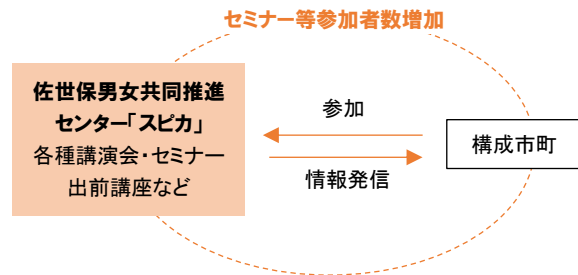 セミナー等参加者数増加
佐世保男女共同推進
センター「スピカ」
各種講演会・セミナー
出前講座など
参加
情報発信
構成市町